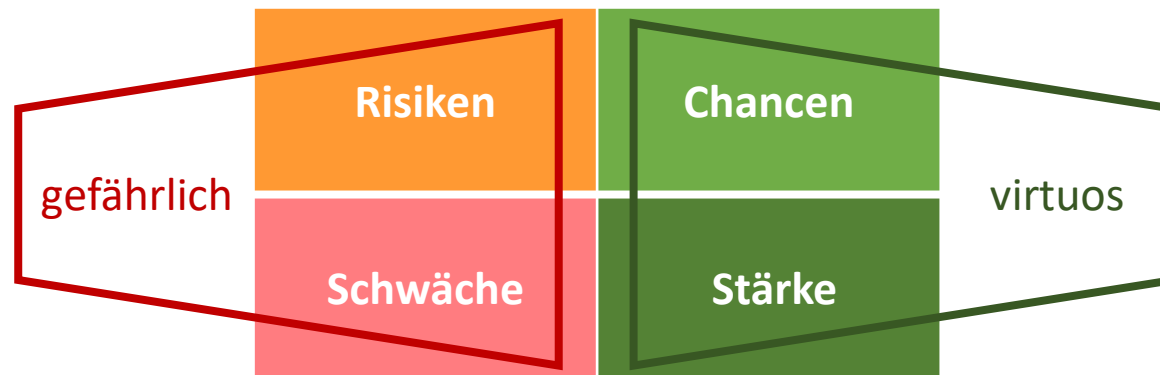 Risiken
Chancen
gefährlich
virtuos
Schwäche
Stärke